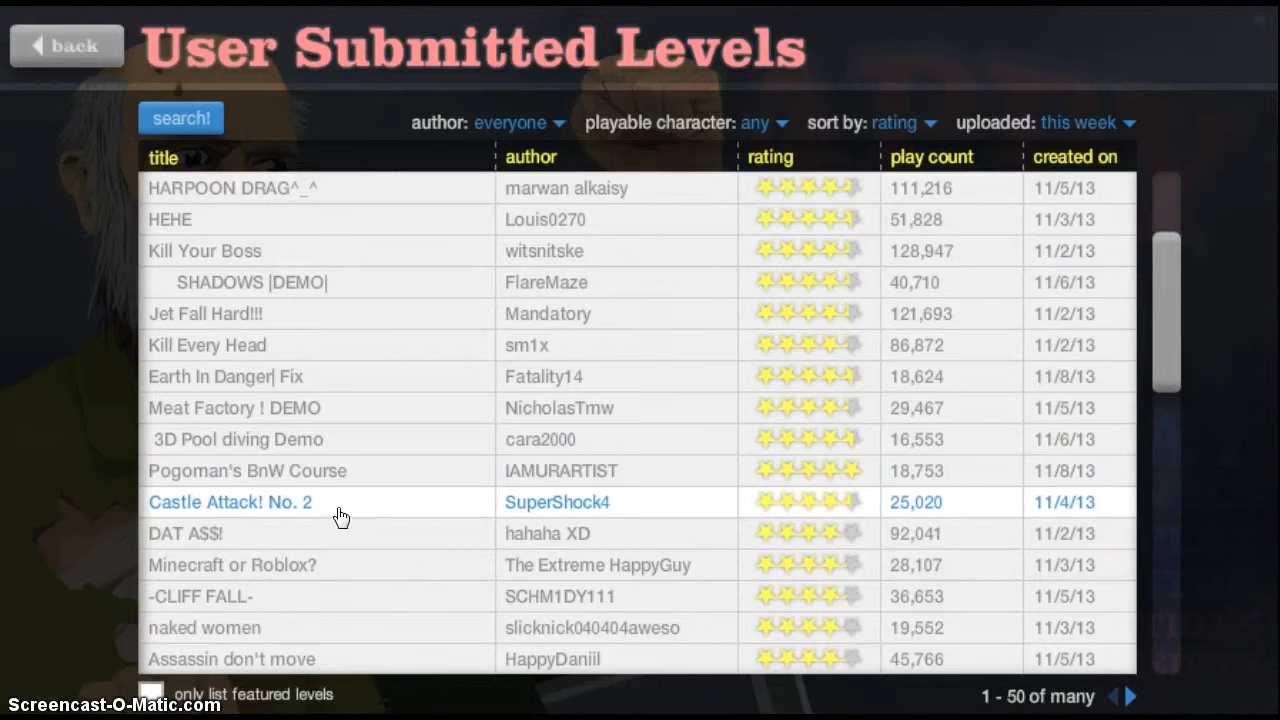 back
User Submitted Levels
search!
author: everyone playable character: any sort by: rating uploaded: this week
title author rating play count created on
HARPOON DRAG^_^ marwan alkaisy 111,216 11/5/13
HEHE Louis0270 51,828 11/3/13
Kill Your Boss witsnitske 128,947 11/2/13
SHADOWS |DEMO| FlareMaze 40,710 11/6/13
Jet Fall Hard!!! Mandatory 121,693 11/2/13
Kill Every Head sm1x 86,872 11/2/13
Earth In Danger| Fix Fatality14 18,624 11/8/13
Meat Factory ! DEMO NicholasTmw 29,467 11/5/13
3D Pool diving Demo cara2000 16,553 11/6/13
Pogoman's BnW Course IAMURARTIST 18,753 11/8/13
Castle Attack! No. 2 SuperShock4 25,020 11/4/13
DAT A$$! hahaha XD 92,041 11/2/13
Minecraft or Roblox? The Extreme HappyGuy 28,107 11/3/13
-CLIFF FALL- SCHM1DY111 36,653 11/5/13
naked women slicknick040404aweso 19,552 11/3/13
Assassin don't move HappyDaniil 45,766 11/5/13
only list featured levels 1 - 50 of many
Screencast-O-Matic.com